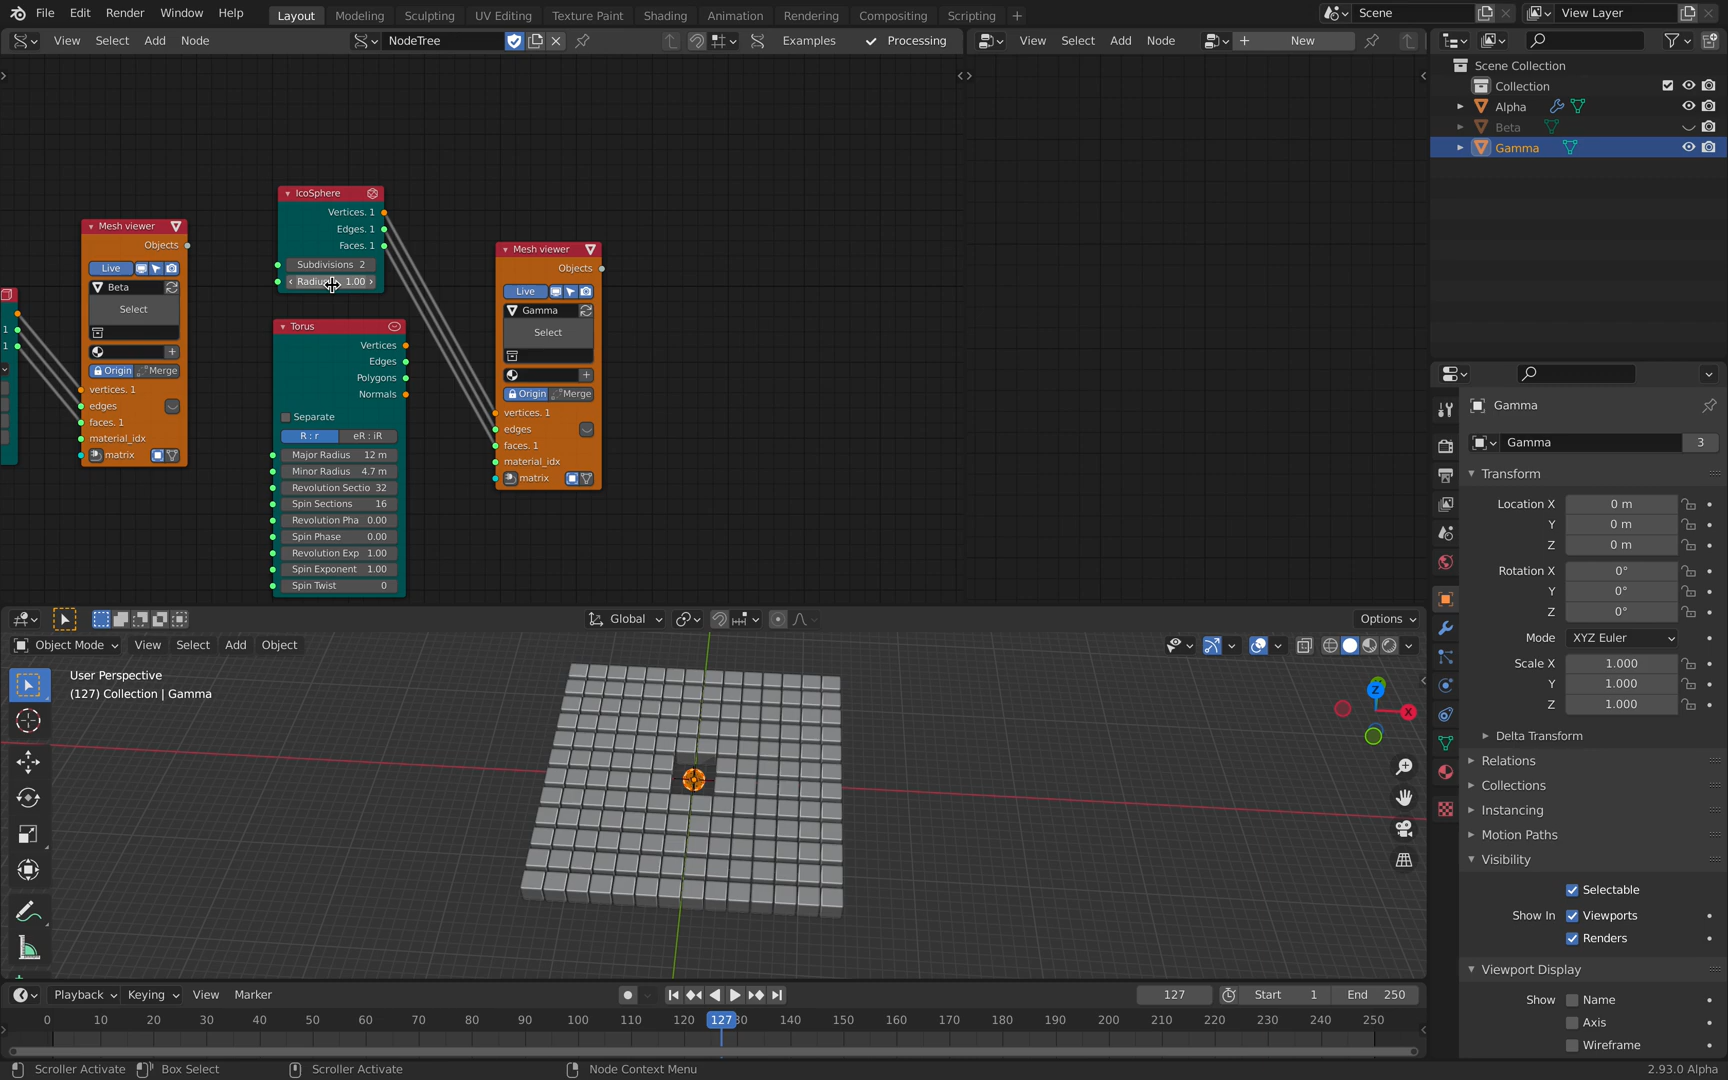 File Edit Render Window Help Layout Modeling Sculpting UV Editing Texture Paint Shading Animation Rendering Compositing Scripting + Scene View Layer
View Select Add Node NodeTree Examples Processing View Select Add Node New
Scene Collection
Collection
Alpha
Beta
Gamma
IcoSphere
Vertices. 1
Edges. 1
Faces. 1
Subdivisions 2
1.00
Mesh viewer
Objects
Live
Beta
Select
Origin Merge
vertices. 1
edges
faces. 1
material_idx
matrix
1
1
Torus
Vertices
Edges
Polygons
Normals
Separate
R : r eR : iR
Major Radius 12 m
Minor Radius 4.7 m
Revolution Sectio 32
Spin Sections 16
Revolution Pha 0.00
Spin Phase 0.00
Revolution Exp 1.00
Spin Exponent 1.00
Spin Twist 0
Mesh viewer
Objects
Live
Gamma
Select
Origin Merge
vertices. 1
edges
faces. 1
material_idx
matrix
Global Options
Object Mode View Select Add Object
User Perspective
(127) Collection | Gamma
Z
X
Gamma
Gamma 3
Transform
Location X 0 m
Y 0 m
Z 0 m
Rotation X 0°
Y 0°
Z 0°
Mode XYZ Euler
Scale X 1.000
Y 1.000
Z 1.000
Delta Transform
Relations
Collections
Instancing
Motion Paths
Visibility
Selectable
Show In Viewports
Renders
Viewport Display
Show Name
Axis
Wireframe
Playback Keying View Marker 127 Start 1 End 250
0 10 20 30 40 50 60 70 80 90 100 110 120 127 140 150 160 170 180 190 200 210 220 230 240 250
Scroller Activate Box Select Scroller Activate Node Context Menu 2.93.0 Alpha